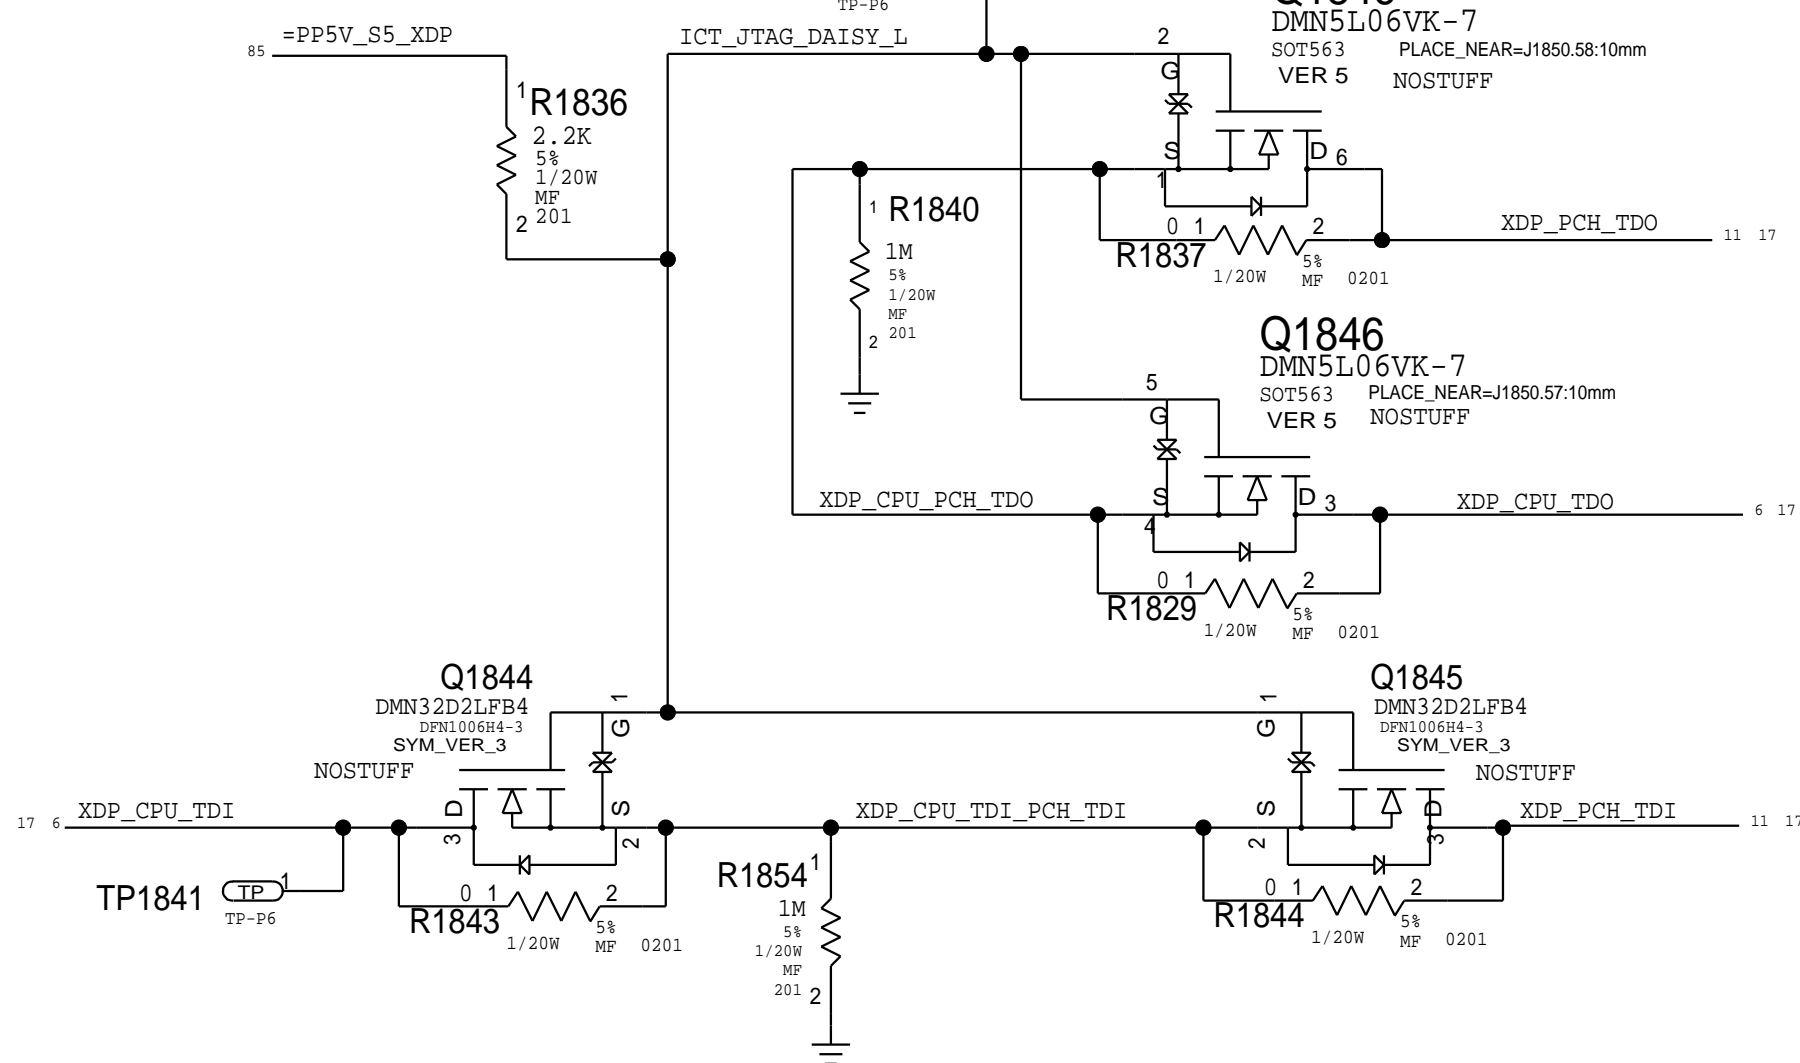 TP-P6
=PP5V_S5_XDP
85
1
R1836
2.2K
5%
1/20W
MF
201
2
ICT_JTAG_DAISY_L
2
DMN5L06VK-7
SOT563
PLACE_NEAR=J1850.58:10mm
VER 5
NOSTUFF
G
S
1
D
6
1
R1840
1M
5%
1/20W
MF
201
2
0 1
2
R1837
1/20W
5%
MF
0201
XDP_PCH_TDO
11 17
Q1846
DMN5L06VK-7
SOT563
PLACE_NEAR=J1850.57:10mm
VER 5
NOSTUFF
5
G
S
4
D
3
XDP_CPU_PCH_TDO
XDP_CPU_TDO
6 17
0 1
2
R1829
1/20W
5%
MF
0201
Q1844
DMN32D2LFB4
DFN1006H4-3
SYM_VER_3
NOSTUFF
G 1
D
3
S
2
17 6
XDP_CPU_TDI
TP1841
TP
1
TP-P6
0 1
2
R1843
1/20W
5%
MF
0201
XDP_CPU_TDI_PCH_TDI
R1854
1
1M
5%
1/20W
MF
201
2
Q1845
DMN32D2LFB4
DFN1006H4-3
SYM_VER_3
NOSTUFF
G 1
S
2
D
3
XDP_PCH_TDI
11 17
0 1
2
R1844
1/20W
5%
MF
0201